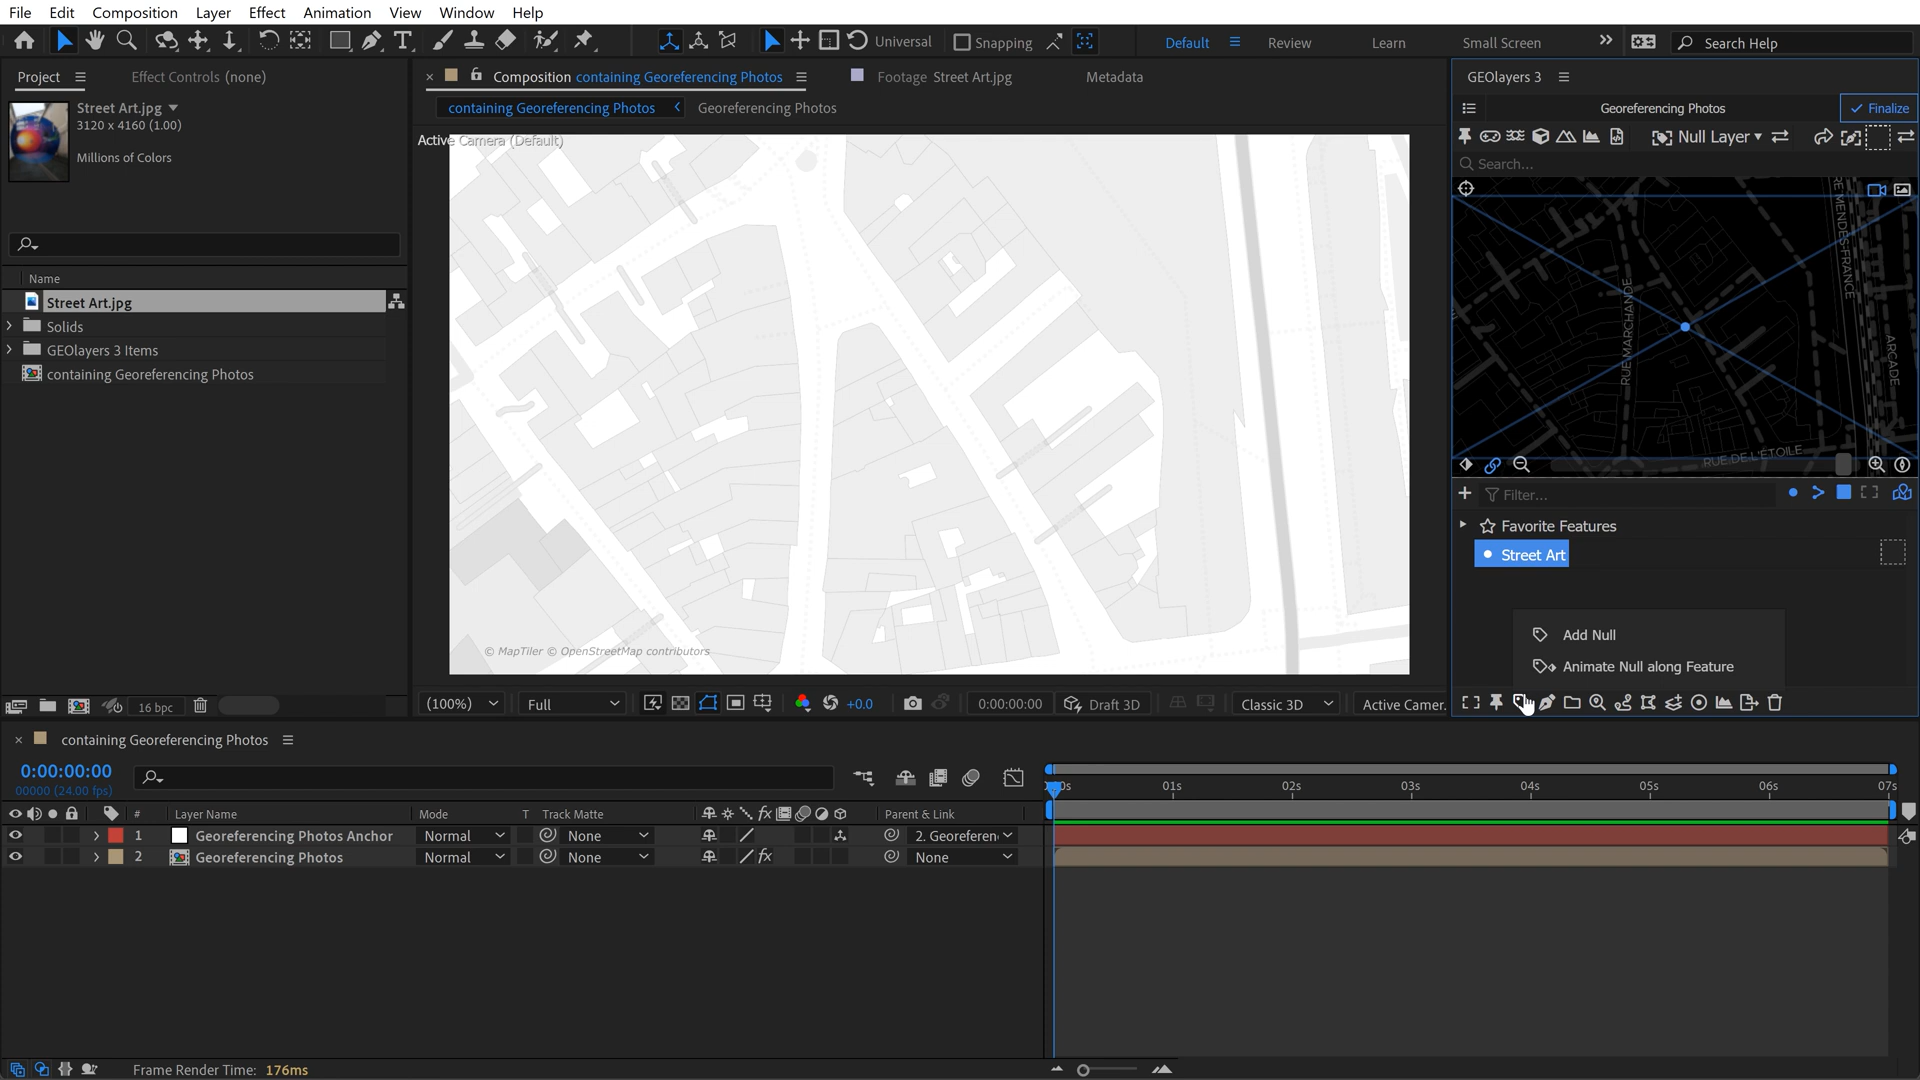 File Edit Composition Layer Effect Animation View Window Help
Universal Snapping Default Review Learn Small Screen Search Help
Project Effect Controls (none)
Composition containing Georeferencing Photos Footage Street Art.jpg Metadata
GEOlayers 3
Street Art.jpg
3120 x 4160 (1.00)
Millions of Colors
containing Georeferencing Photos Georeferencing Photos
Georeferencing Photos Finalize
Null Layer
Search...
Active Camera (Default)
RUE MARCHANDE
RE MENDES-FRANCE
ARCADE
RUE DE L'ÉTOILE
Name
Street Art.jpg
Solids
GEOlayers 3 Items
containing Georeferencing Photos
Filter...
Favorite Features
Street Art
Add Null
Animate Null along Feature
© MapTiler © OpenStreetMap contributors
16 bpc
(100%) Full +0.0 0:00:00:00 Draft 3D Classic 3D Active Camer.
containing Georeferencing Photos
0:00:00:00
00000 (24.00 fps)
01s 02s 03s 04s 05s 06s 07s
# Layer Name Mode T Track Matte fx Parent & Link
1 Georeferencing Photos Anchor Normal None 2. Georeferen
2 Georeferencing Photos Normal None fx None
Frame Render Time: 176ms